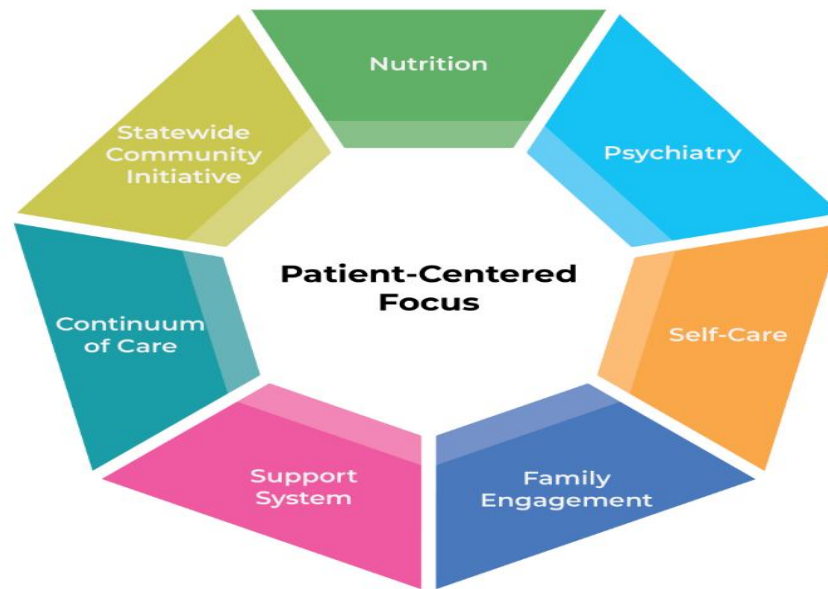 Nutrition
Psychiatry
Self-Care
Family
Engagement
Support
System
Continuum
of Care
Statewide
Community
Initiative
Patient-Centered
Focus